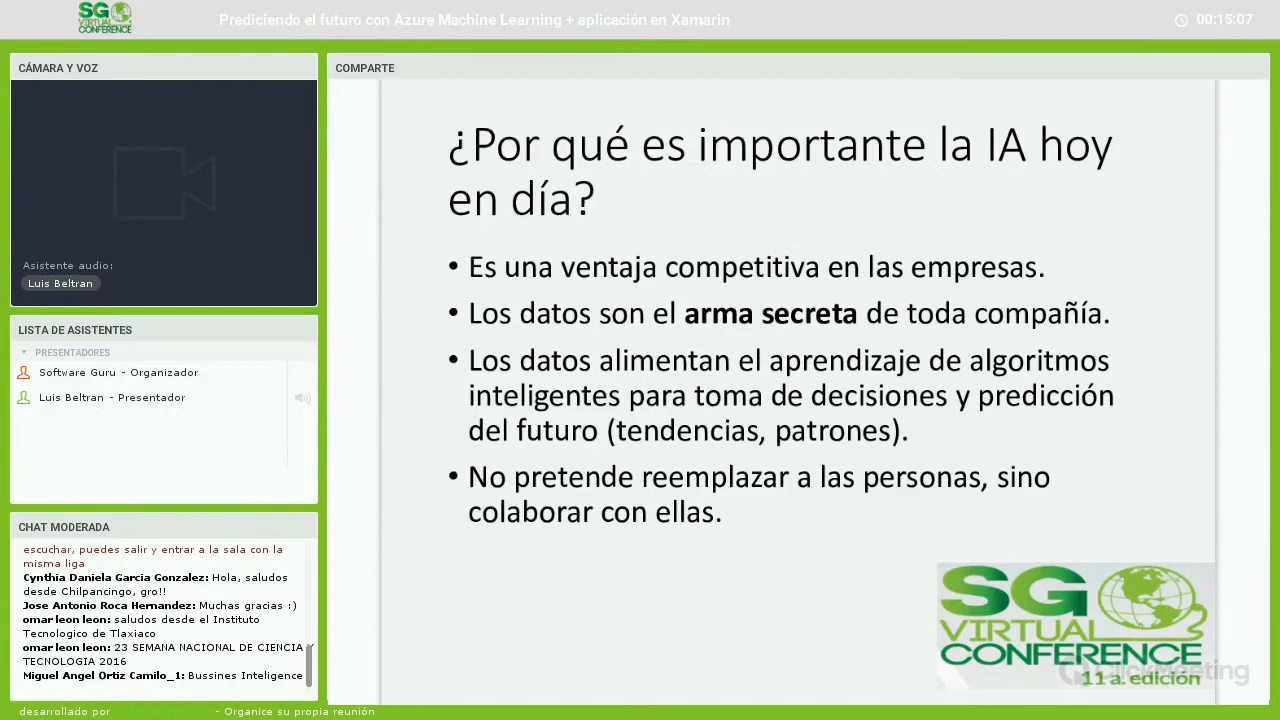 SG
VIRTUAL
CONFERENCE
Prediciendo el futuro con Azure Machine Learning + aplicación en Xamarin
00:15:07
CÁMARA Y VOZ
Asistente audio:
Luis Beltran
LISTA DE ASISTENTES
PRESENTADORES
Software Guru - Organizador
Luis Beltran - Presentador
CHAT MODERADA
escuchar, puedes salir y entrar a la sala con la
misma liga
Cynthia Daniela Garcia Gonzalez: Hola, saludos
desde Chilpancingo, gro!!
Jose Antonio Roca Hernandez: Muchas gracias :)
omar leon leon: saludos desde el Instituto
Tecnologico de Tlaxiaco
omar leon leon: 23 SEMANA NACIONAL DE CIENCIA Y
TECNOLOGIA 2016
Miguel Angel Ortiz Camilo_1: Bussines Inteligence
desarrollado por - Organice su propia reunión
COMPARTE
¿Por qué es importante la IA hoy
en día?
• Es una ventaja competitiva en las empresas.
• Los datos son el arma secreta de toda compañía.
• Los datos alimentan el aprendizaje de algoritmos
inteligentes para toma de decisiones y predicción
del futuro (tendencias, patrones).
• No pretende reemplazar a las personas, sino
colaborar con ellas.
SG
VIRTUAL
CONFERENCE
11 a. edición
ClickMeeting